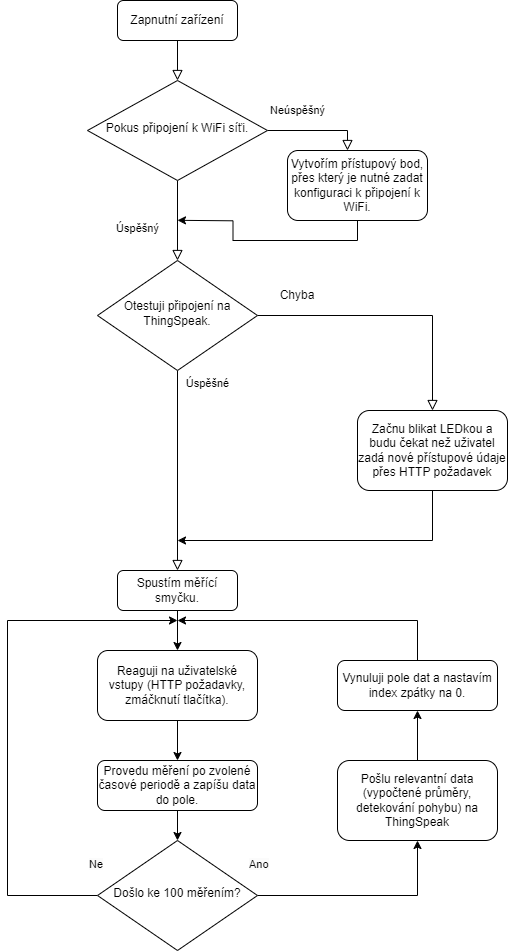 Zapnutní zařízení
Pokus připojení k WiFi síťi.
Neúspěšný
Vytvořím přístupový bod,
přes který je nutné zadat
konfiguraci k připojení k
WiFi.
Úspěšný
Otestuji připojení na
ThingSpeak.
Chyba
Úspěšné
Začnu blikat LEDkou a
budu čekat než uživatel
zadá nové přístupové údaje
přes HTTP požadavek
Spustím měřící
smyčku.
Reaguji na uživatelské
vstupy (HTTP požadavky,
zmáčknutí tlačítka).
Vynuluji pole dat a nastavím
index zpátky na 0.
Provedu měření po zvolené
časové periodě a zapíšu data
do pole.
Pošlu relevantní data
(vypočtené průměry,
detekování pohybu) na
ThingSpeak
Ne
Ano
Došlo ke 100 měřením?